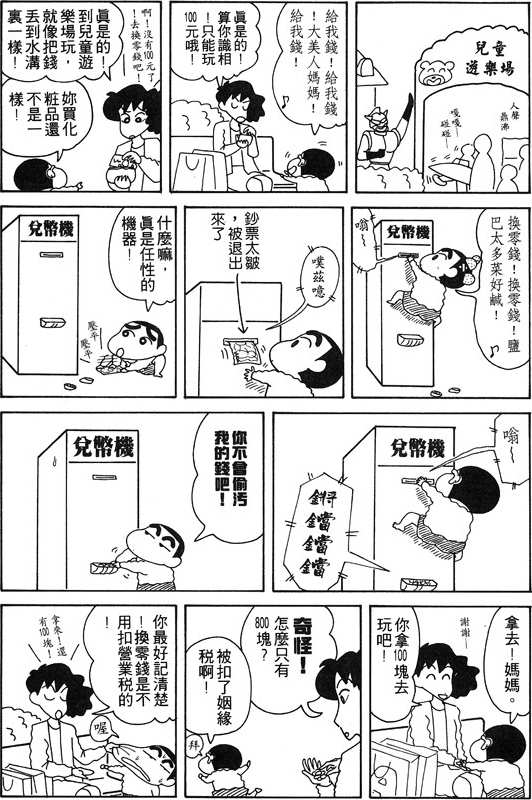 兒童
遊樂場
人聲
鼎沸
嘎嘎—
碰碰—
給我錢！給我錢
！大美人媽媽！
給我錢！
眞是的！
算你識相
！只能玩
100元哦！
啊！沒有100元了
！去換零錢吧！
眞是的！
到兒童遊
樂場玩，
就像把錢
丟到水溝
裏一樣！
妳買化
粧品還
不是一
樣！
換零錢！換零錢！鹽
巴太多菜好鹹！
兌幣機
嗡～
噗茲噫
鈔票太皺
，被退出
來了
什麼嘛，
眞是任性的
機器！
兌幣機
壓平
壓平
嗡～
兌幣機
鏘鐺鐺鐺
你不會偷污
我的錢吧！
兌幣機
拿去！媽媽。
謝謝—
你拿100塊去
玩吧！
奇怪！
怎麼只有
800塊？
被扣了姻緣
稅啊！
拜
你最好記清楚
！換零錢是不
用扣營業稅的
！
拿來！還
有100塊！
喔